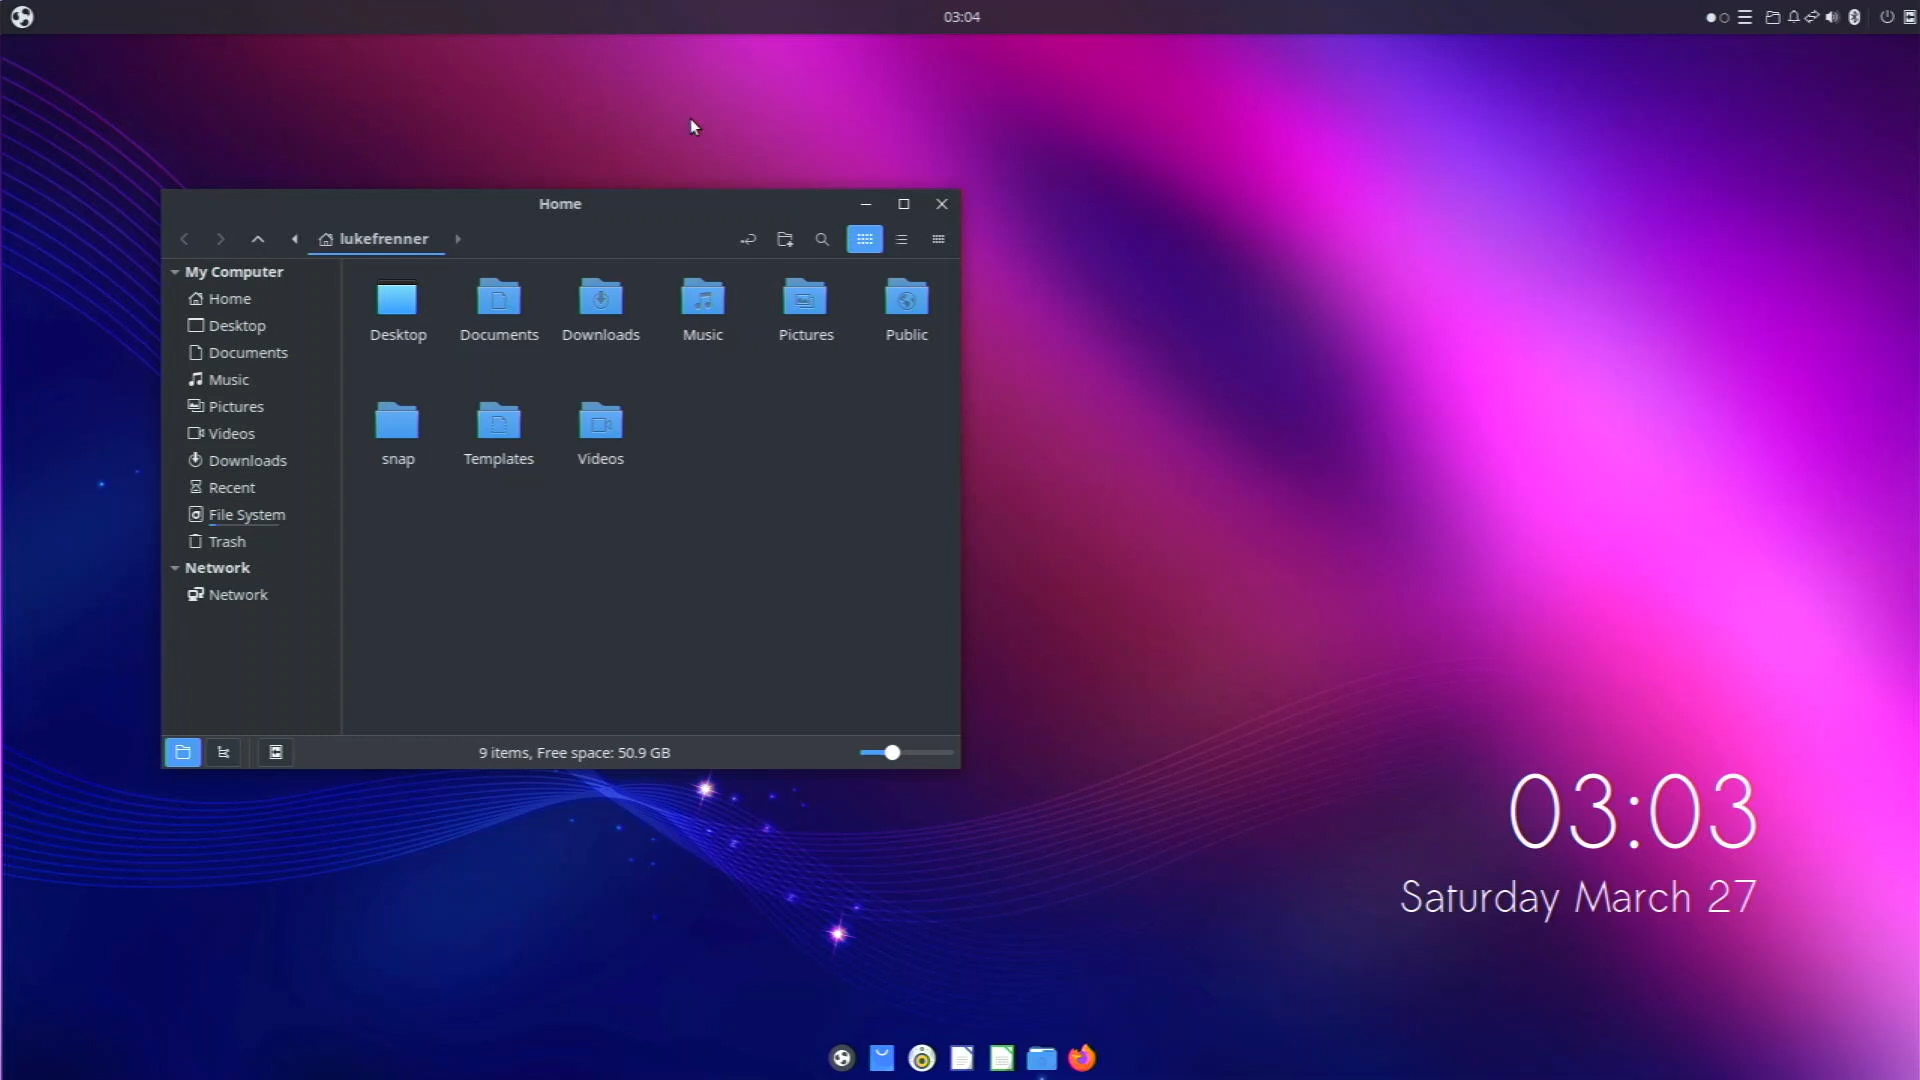 03:04
Home
lukefrenner
My Computer
Home
Desktop
Documents
Music
Pictures
Videos
Downloads
Recent
File System
Trash
Network
Network
Desktop
Documents
Downloads
Music
Pictures
Public
snap
Templates
Videos
9 items, Free space: 50.9 GB
03:03
Saturday March 27